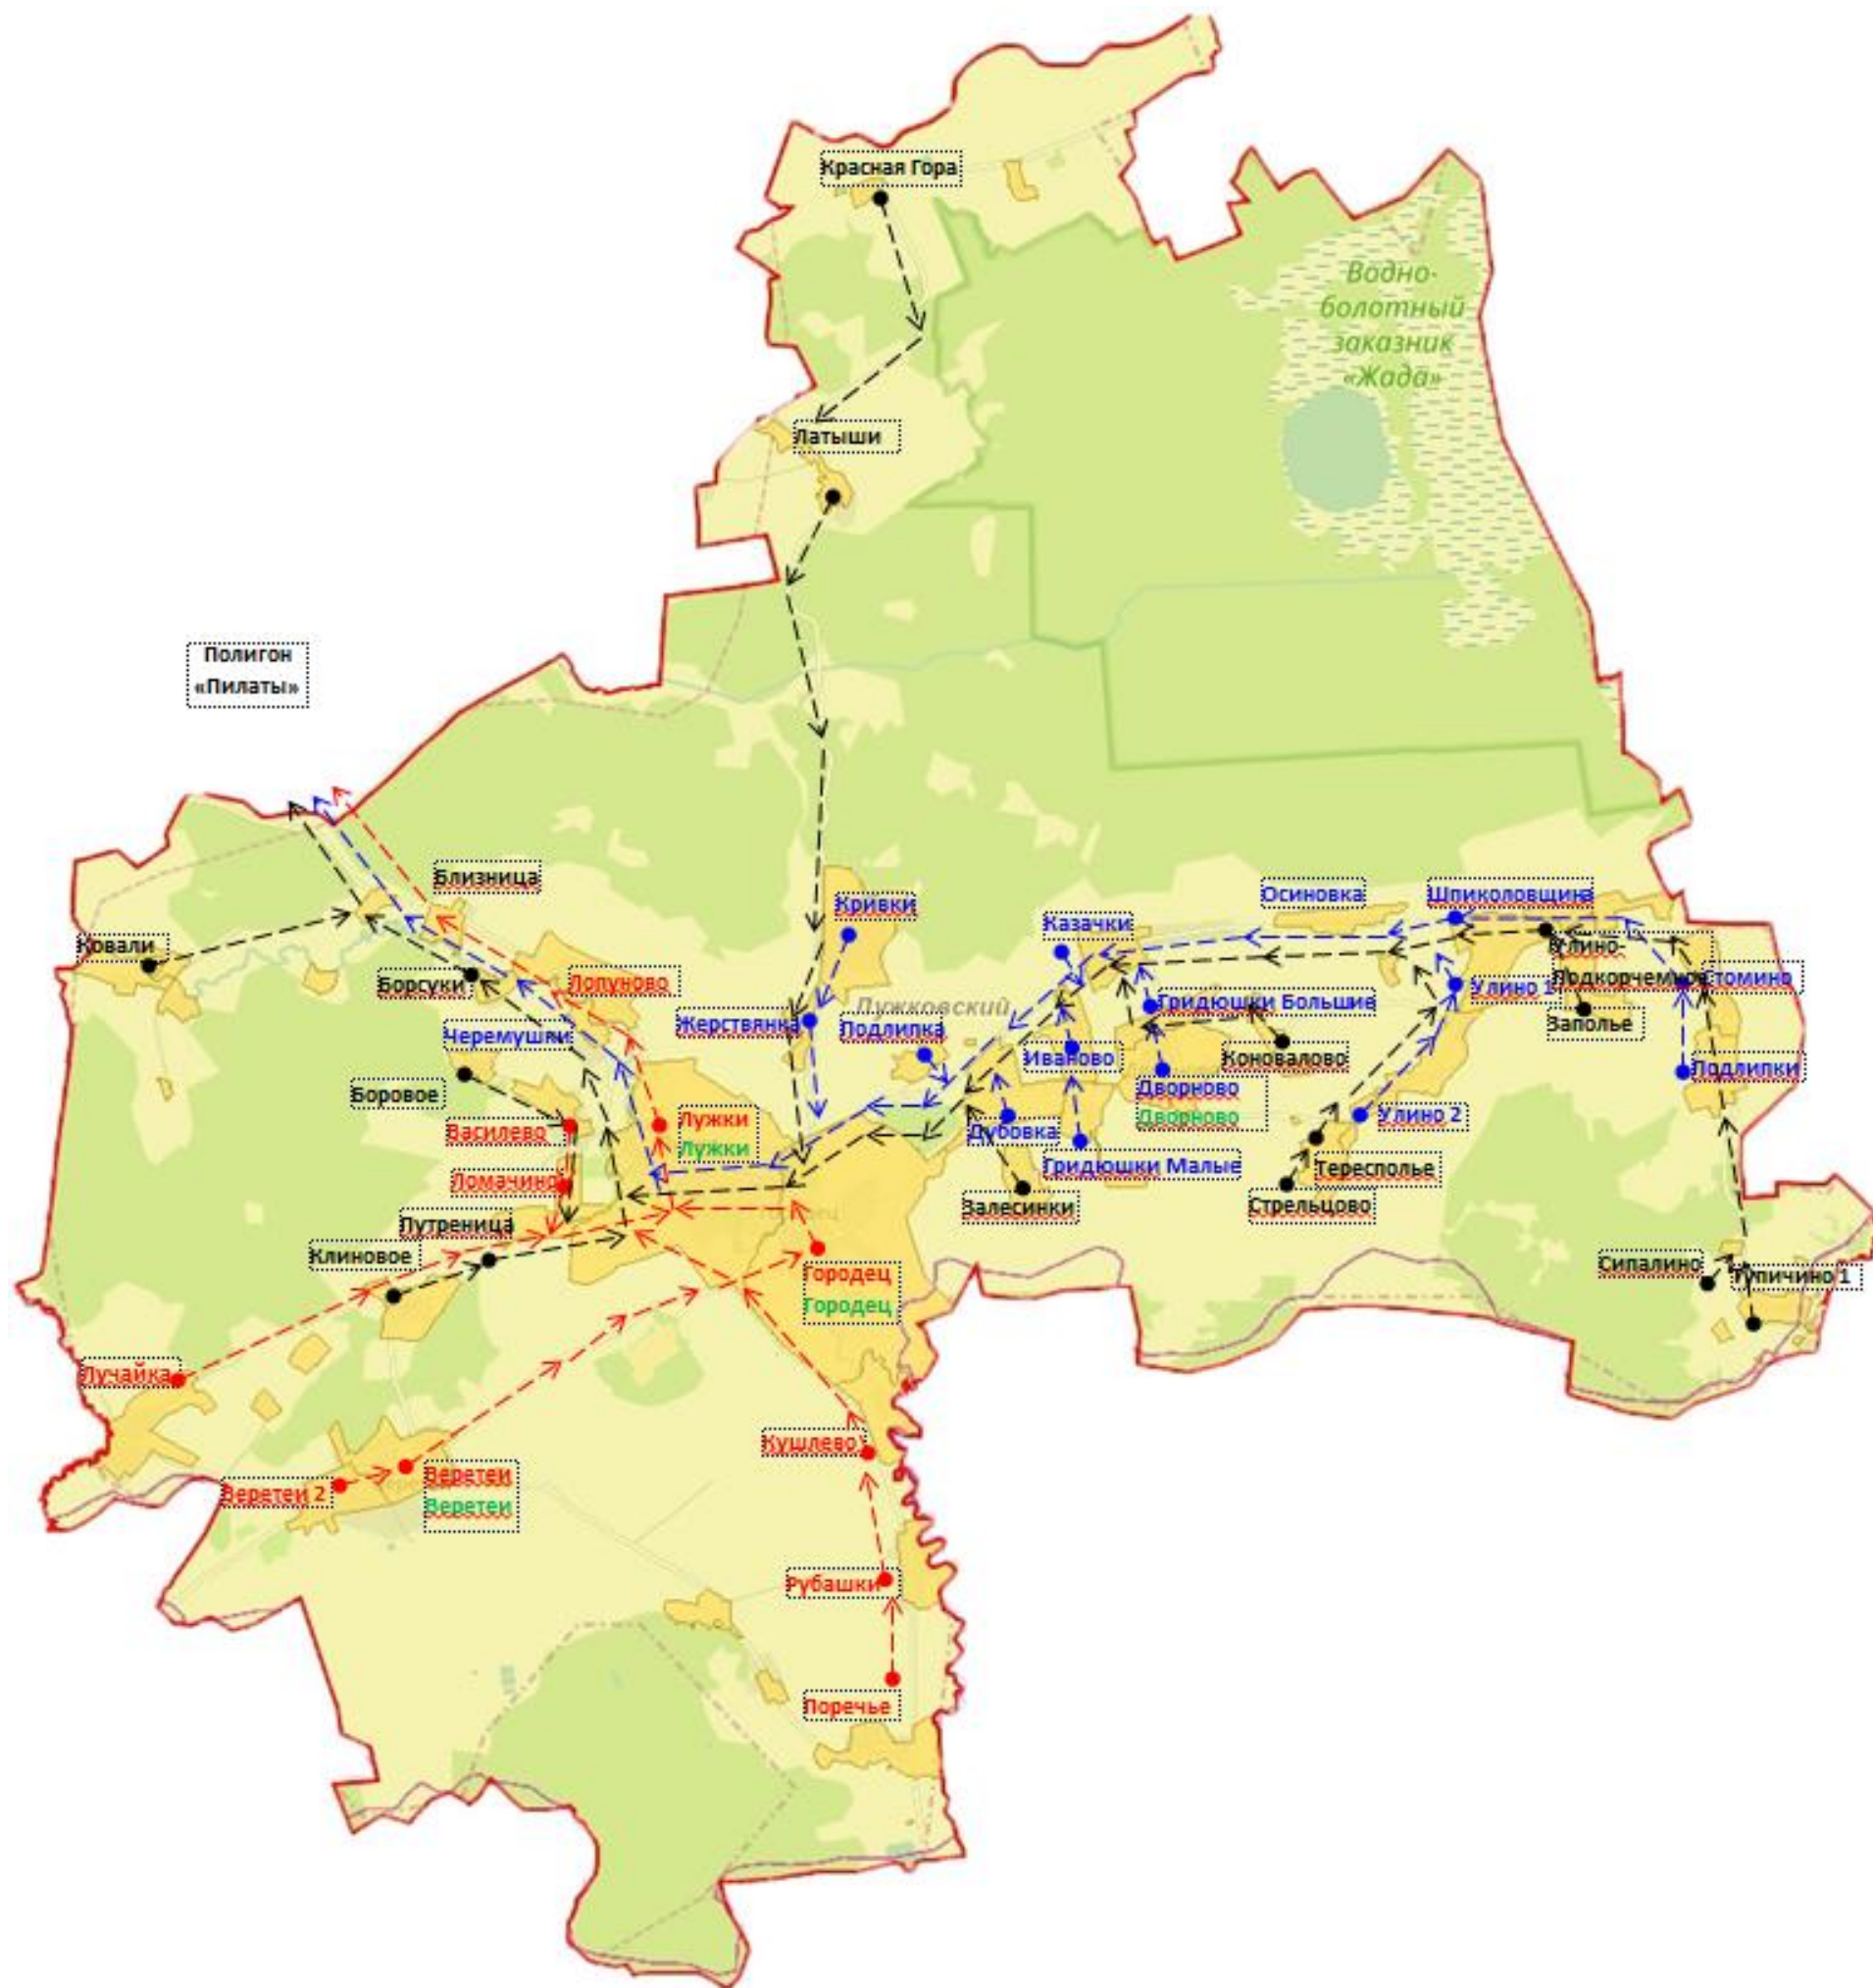 Красная Гора
Водно-
болотный
заказник
«Жада»
Латыши
Полигон
«Пилаты»
Близница
Кривки
Осиновка
Шпиколовщина
Казачки
Ковали
Улино-
Подкорчемное
Стомино
Борсуки
Лопуново
Улино 1
Лужковский
Гридюшки Большие
Жерствянка
Подлипка
Заполье
Черемушки
Иваново
Коновалово
Подлипки
Боровое
Дворново
Дворново
Лужки
Лужки
Улино 2
Василево
Дубовка
Гридюшки Малые
Тересполье
Ломачино
Залесинки
Стрельцово
Путреница
Клиновое
Сипалино
Тупичино 1
Городец
Городец
Лучайка
Кушлево
Веретеи
Веретеи 2
Веретеи
Рубашки
Поречье